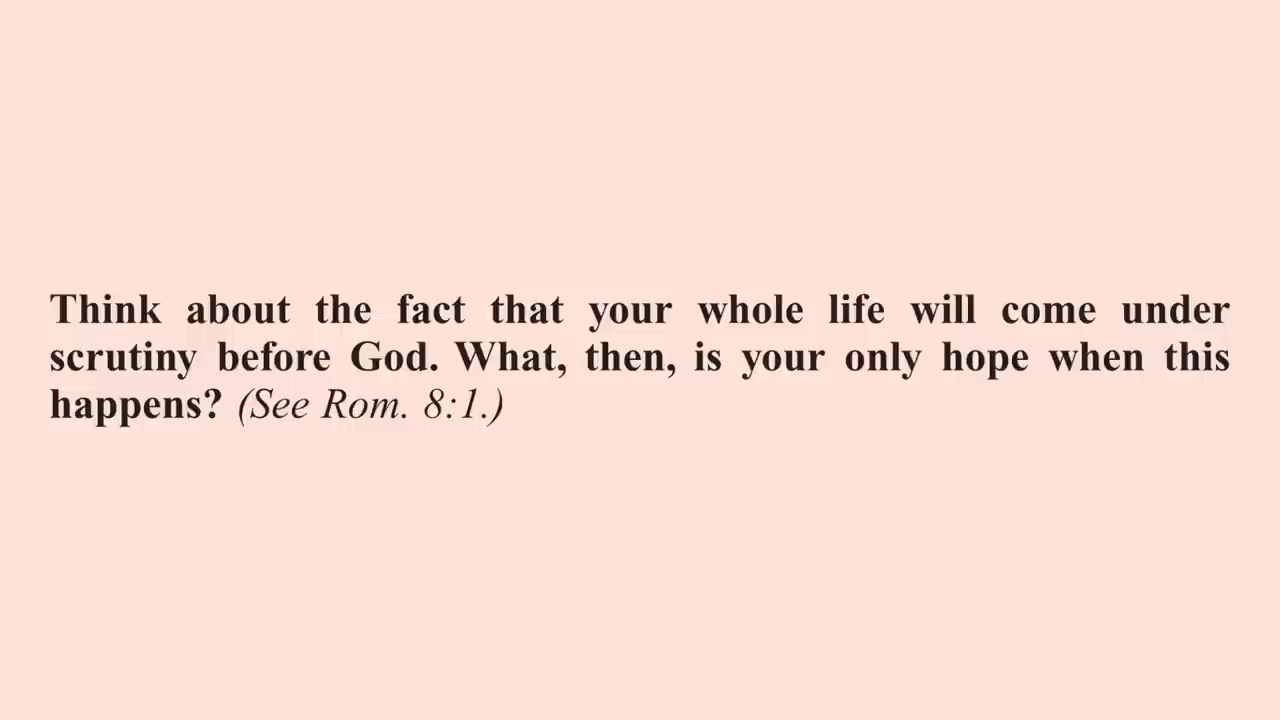 Think about the fact that your whole life will come under
scrutiny before God. What, then, is your only hope when this
happens? (See Rom. 8:1.)